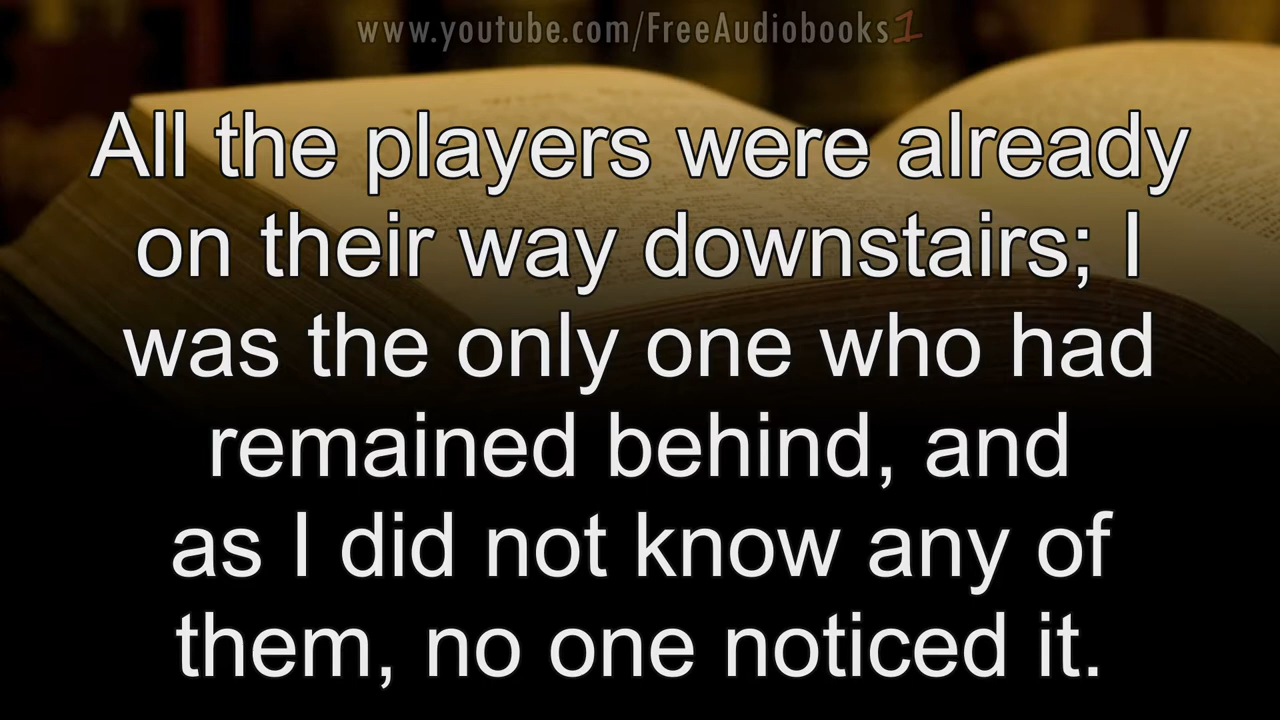 www.youtube.com/FreeAudiobooks1
All the players were already
on their way downstairs; I
was the only one who had
remained behind, and
as I did not know any of
them, no one noticed it.